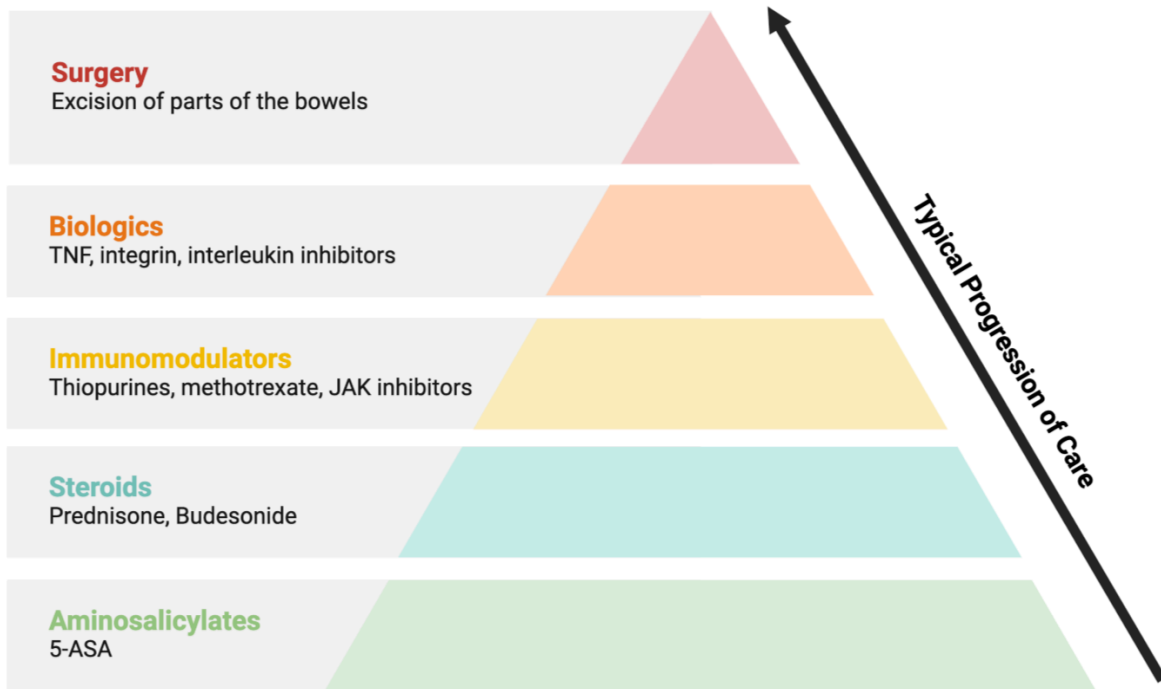 Surgery
Excision of parts of the bowels
Biologics
TNF, integrin, interleukin inhibitors
Immunomodulators
Thiopurines, methotrexate, JAK inhibitors
Steroids
Prednisone, Budesonide
Aminosalicylates
5-ASA
Typical Progression of Care